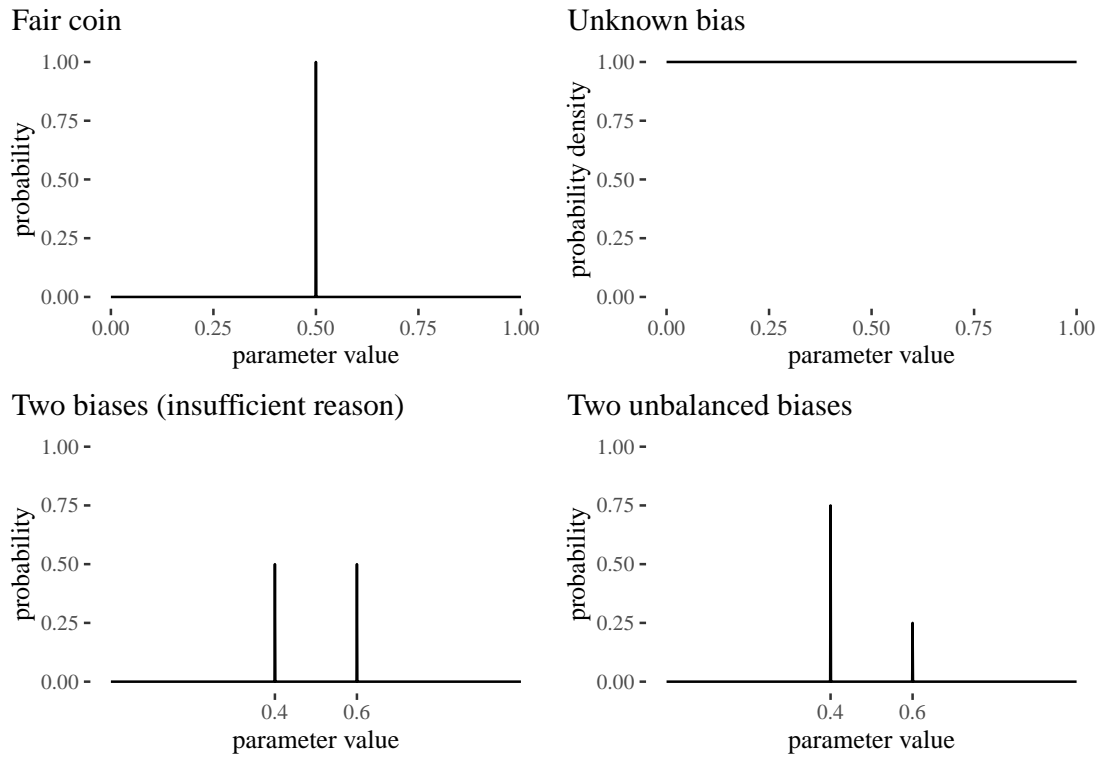 Fair coin
1.00
0.75
0.50
0.25
0.00
probability
0.00 0.25 0.50 0.75 1.00
parameter value
Unknown bias
1.00
0.75
0.50
0.25
0.00
probability density
0.00 0.25 0.50 0.75 1.00
parameter value
Two biases (insufficient reason)
1.00
0.75
0.50
0.25
0.00
probability
0.4 0.6
parameter value
Two unbalanced biases
1.00
0.75
0.50
0.25
0.00
probability
0.4 0.6
parameter value